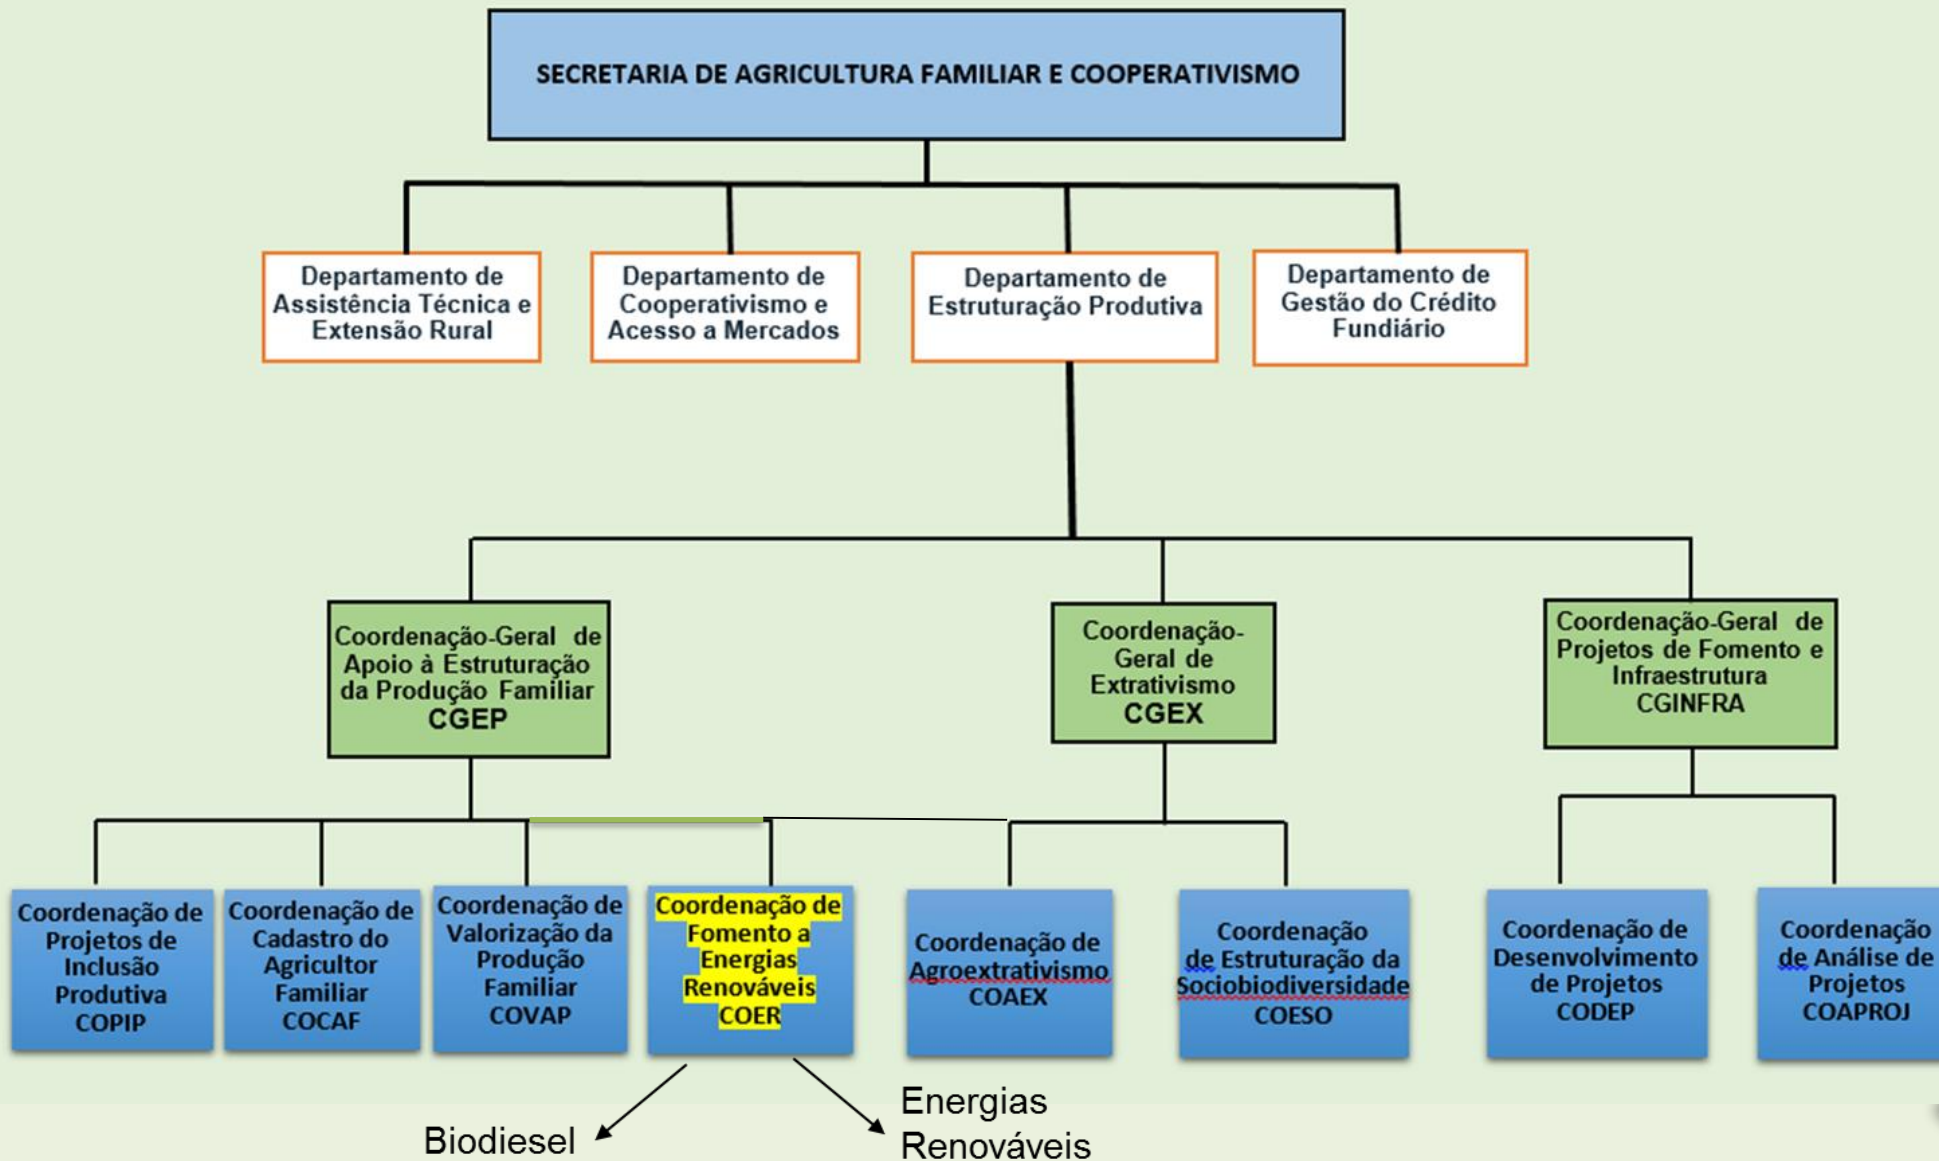 SECRETARIA DE AGRICULTURA FAMILIAR E COOPERATIVISMO
Departamento de
Assistência Técnica e
Extensão Rural
Departamento de
Cooperativismo e
Acesso a Mercados
Departamento de
Estruturação Produtiva
Departamento de
Gestão do Crédito
Fundiário
Coordenação-Geral de
Apoio à Estruturação
da Produção Familiar
CGEP
Coordenação-
Geral de
Extrativismo
CGEX
Coordenação-Geral de
Projetos de Fomento e
Infraestrutura
CGINFRA
Coordenação de
Projetos de
Inclusão
Produtiva
COPIP
Coordenação de
Cadastro do
Agricultor
Familiar
COCAF
Coordenação de
Valorização da
Produção
Familiar
COVAP
Coordenação de
Fomento a
Energias
Renováveis
COER
Coordenação de
Agroextrativismo
COAEX
Coordenação
de Estruturação da
Sociobiodiversidade
COESO
Coordenação de
Desenvolvimento
de Projetos
CODEP
Coordenação
de Análise de
Projetos
COAPROJ
Biodiesel
Energias
Renováveis